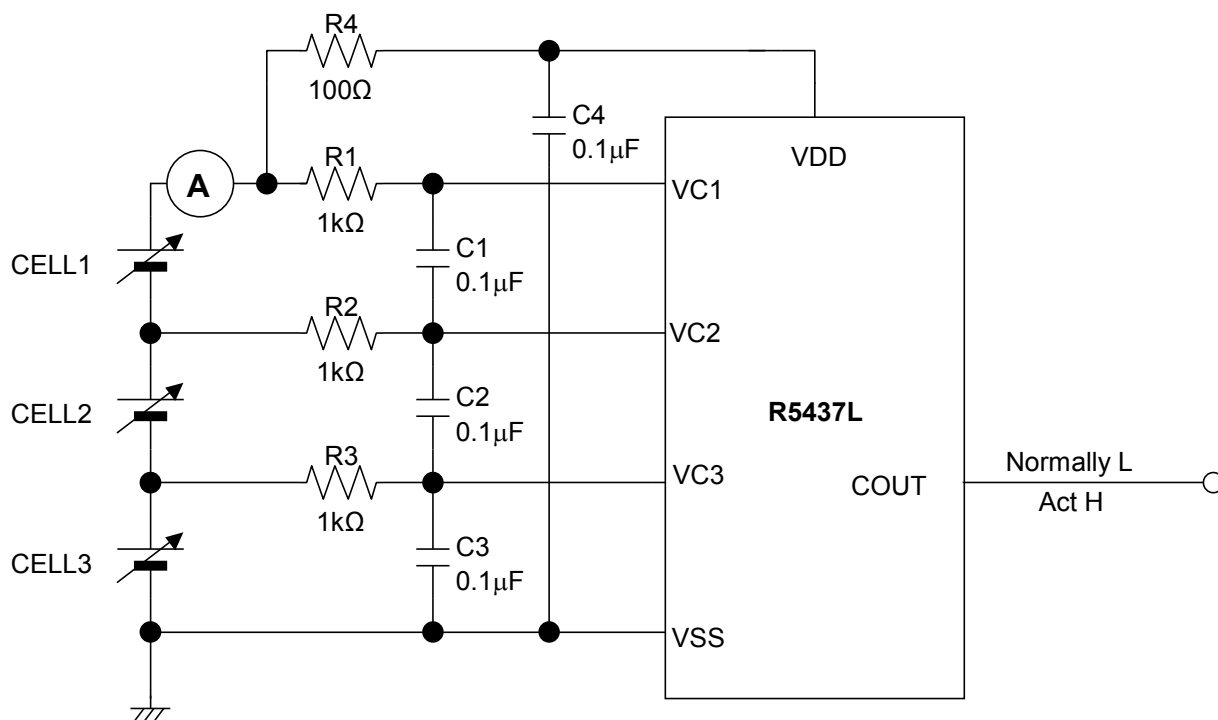 R4
100Ω
C4
0.1μF
VDD
A
R1
1kΩ
VC1
CELL1
C1
0.1μF
R2
1kΩ
VC2
CELL2
C2
0.1μF
R5437L
R3
1kΩ
VC3
COUT
Normally L
Act H
CELL3
C3
0.1μF
VSS